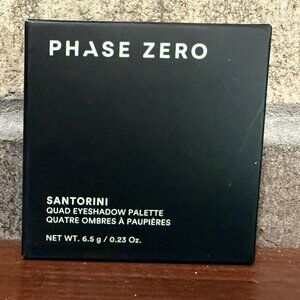 PHASE ZERO
SANTORINI
QUAD EYESHADOW PALETTE
QUATRE OMBRES À PAUPIÈRES
NET WT. 6.5 g / 0.23 Oz.